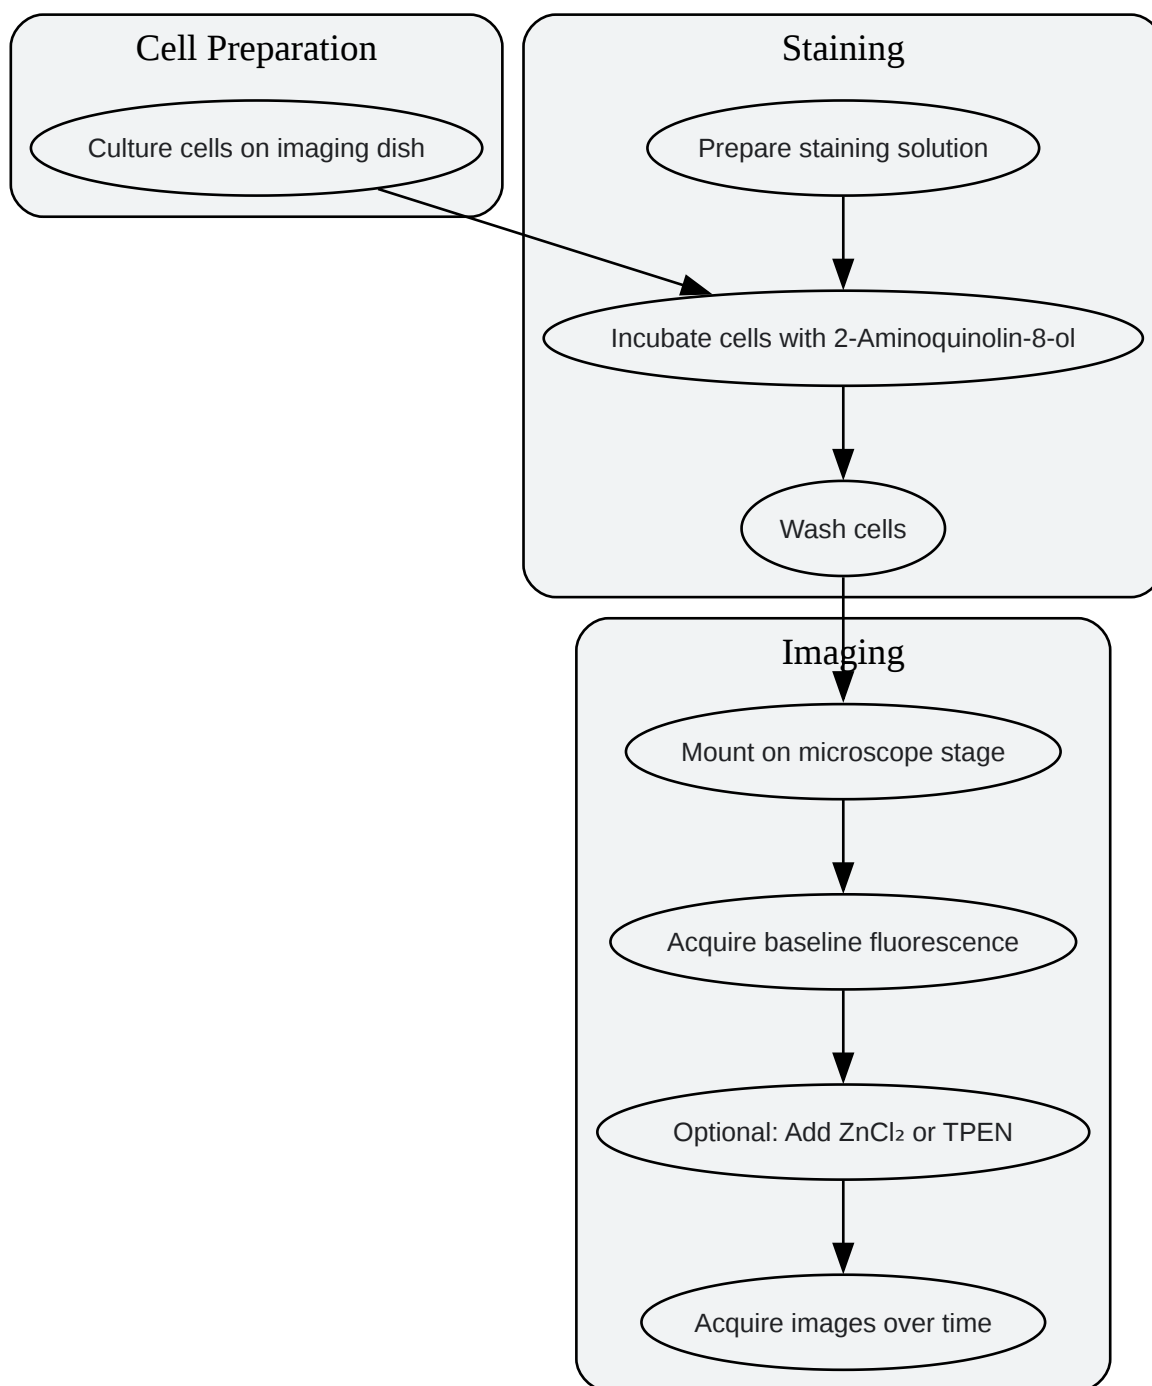 Cell Preparation
Culture cells on imaging dish
Staining
Prepare staining solution
Incubate cells with 2-Aminoquinolin-8-ol
Wash cells
Imaging
Mount on microscope stage
Acquire baseline fluorescence
Optional: Add ZnCl₂ or TPEN
Acquire images over time